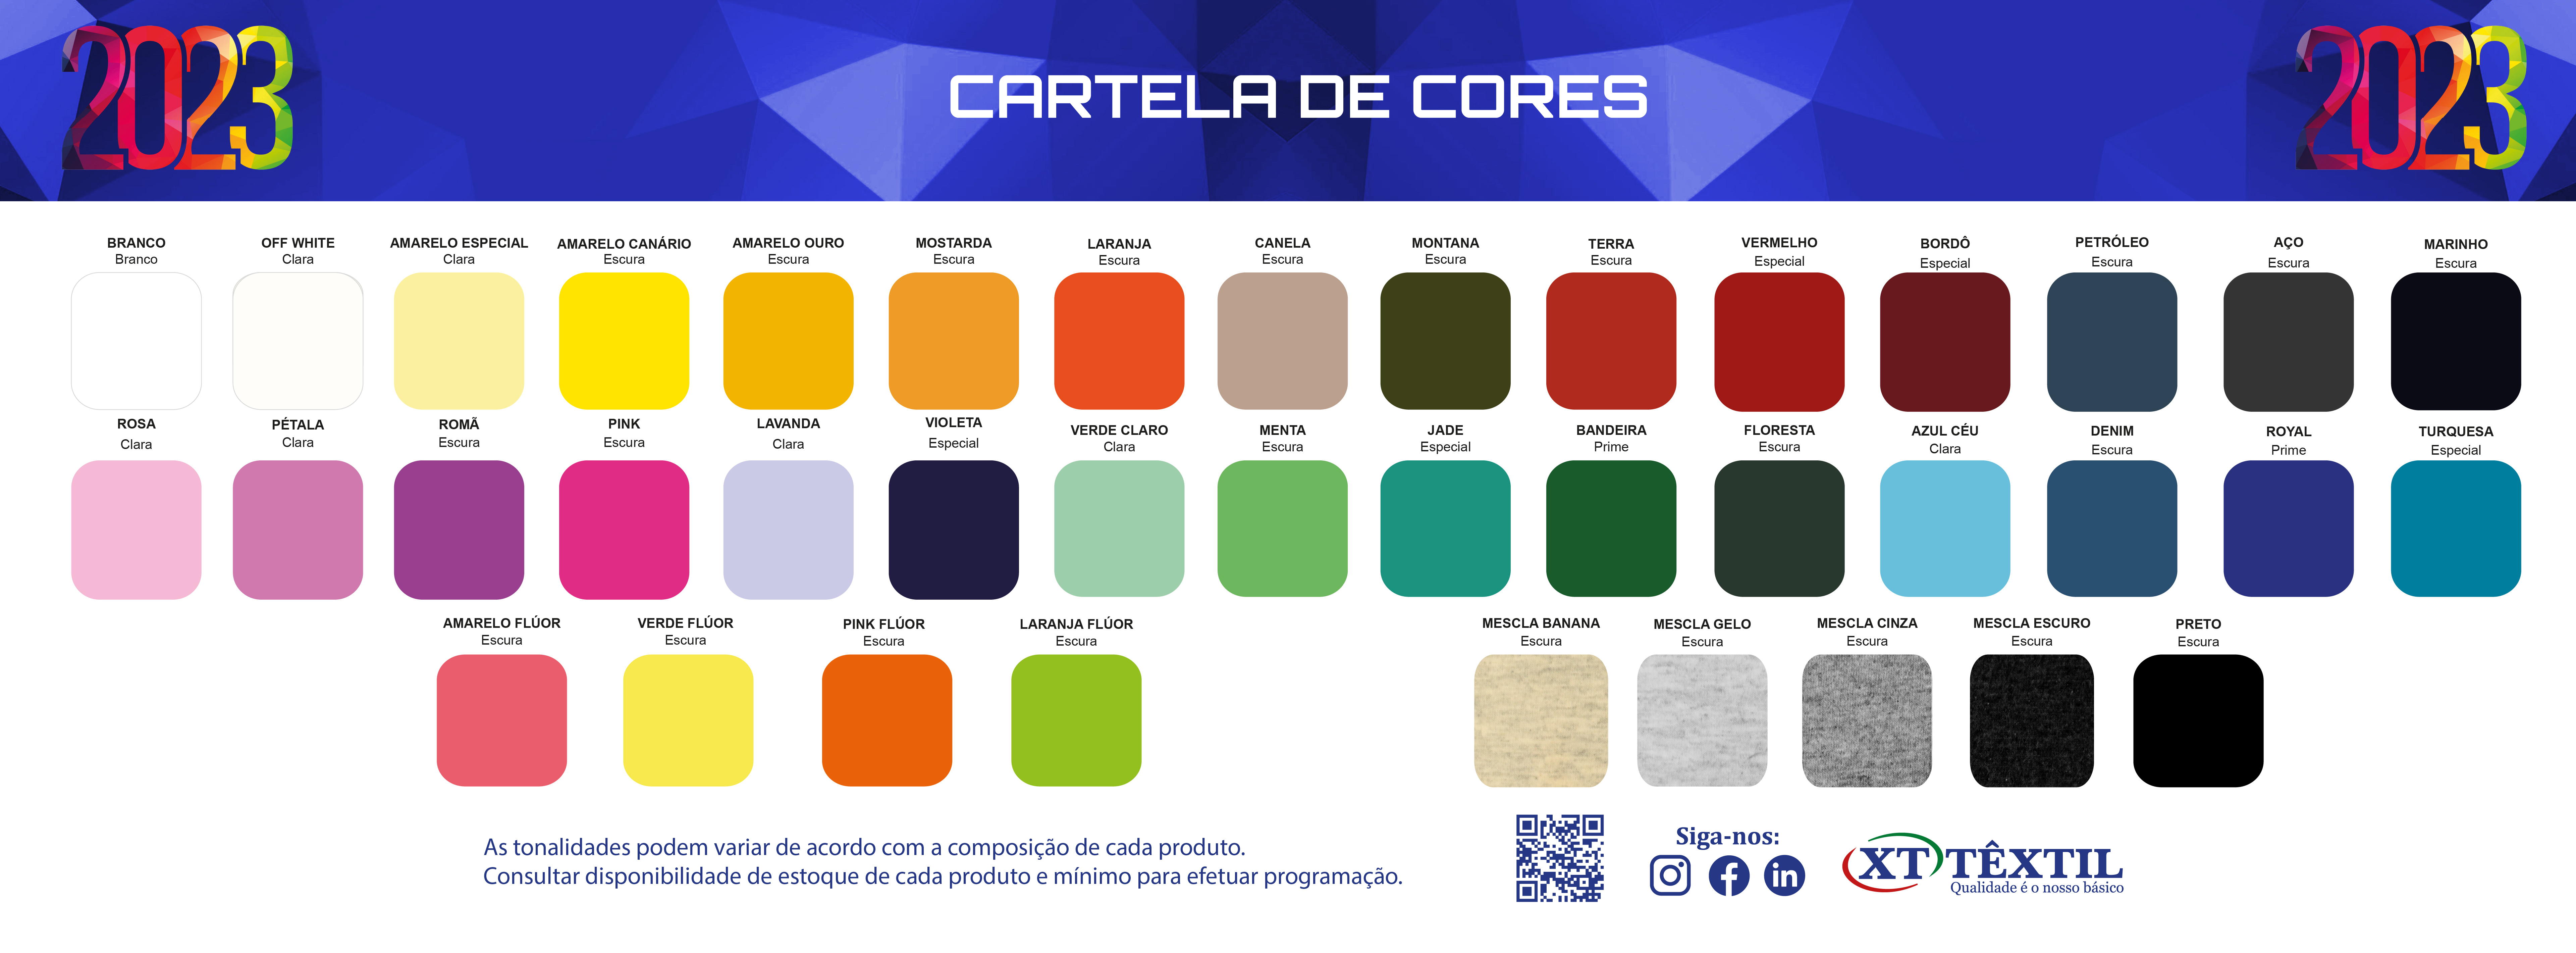 2023
CARTELA DE CORES
2023
BRANCO
Branco
OFF WHITE
Clara
AMARELO ESPECIAL
Clara
AMARELO CANÁRIO
Escura
AMARELO OURO
Escura
MOSTARDA
Escura
LARANJA
Escura
CANELA
Escura
MONTANA
Escura
TERRA
Escura
VERMELHO
Especial
BORDÔ
Especial
PETRÓLEO
Escura
AÇO
Escura
MARINHO
Escura
ROSA
Clara
PÉTALA
Clara
ROMÃ
Escura
PINK
Escura
LAVANDA
Clara
VIOLETA
Especial
VERDE CLARO
Clara
MENTA
Escura
JADE
Especial
BANDEIRA
Prime
FLORESTA
Escura
AZUL CÉU
Clara
DENIM
Escura
ROYAL
Prime
TURQUESA
Especial
AMARELO FLÚOR
Escura
VERDE FLÚOR
Escura
PINK FLÚOR
Escura
LARANJA FLÚOR
Escura
MESCLA BANANA
Escura
MESCLA GELO
Escura
MESCLA CINZA
Escura
MESCLA ESCURO
Escura
PRETO
Escura
As tonalidades podem variar de acordo com a composição de cada produto.
Consultar disponibilidade de estoque de cada produto e mínimo para efetuar programação.
Siga-nos:
in
XT TÊXTIL
Qualidade é o nosso básico